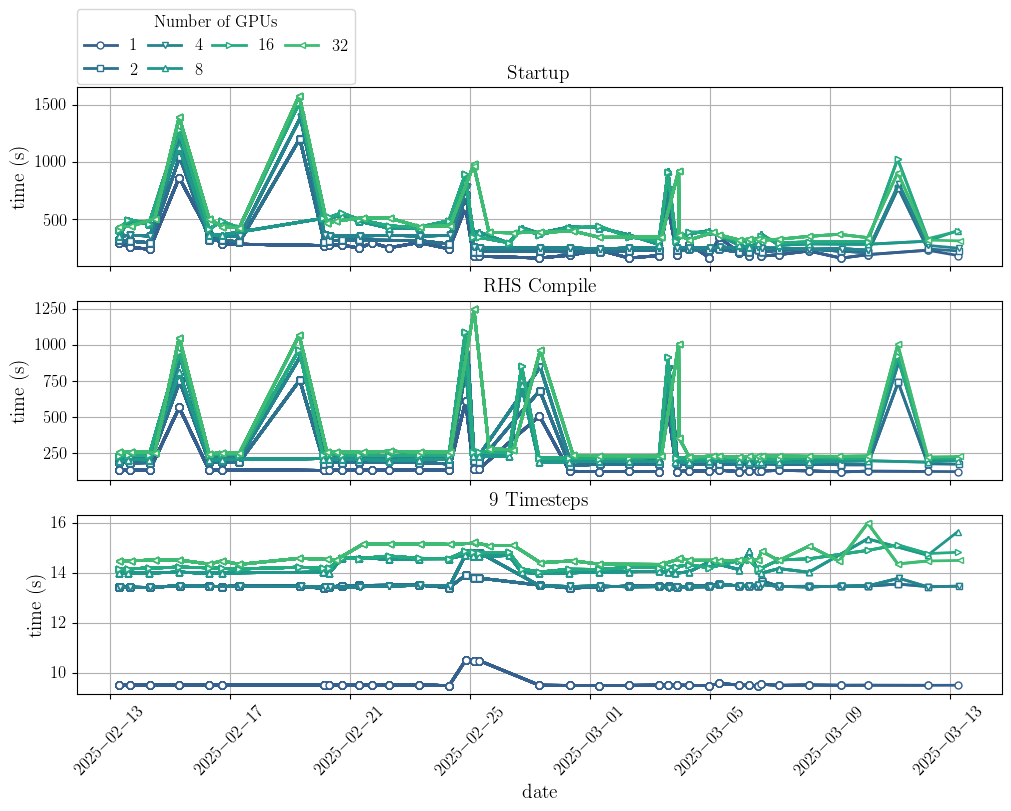 Number of GPUs
1 4 16 32
2 8
Startup
1500
1000
500
time (s)
RHS Compile
1250
1000
750
500
250
time (s)
9 Timesteps
16
14
12
10
time (s)
2025−02−13 2025−02−17 2025−02−21 2025−02−25 2025−03−01 2025−03−05 2025−03−09 2025−03−13
date